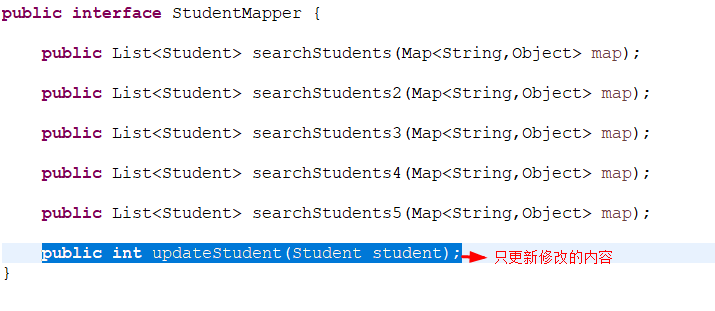 public interface StudentMapper {
public List<Student> searchStudents(Map<String,Object> map);
public List<Student> searchStudents2(Map<String,Object> map);
public List<Student> searchStudents3(Map<String,Object> map);
public List<Student> searchStudents4(Map<String,Object> map);
public List<Student> searchStudents5(Map<String,Object> map);
public int updateStudent(Student student); 只更新修改的内容
}